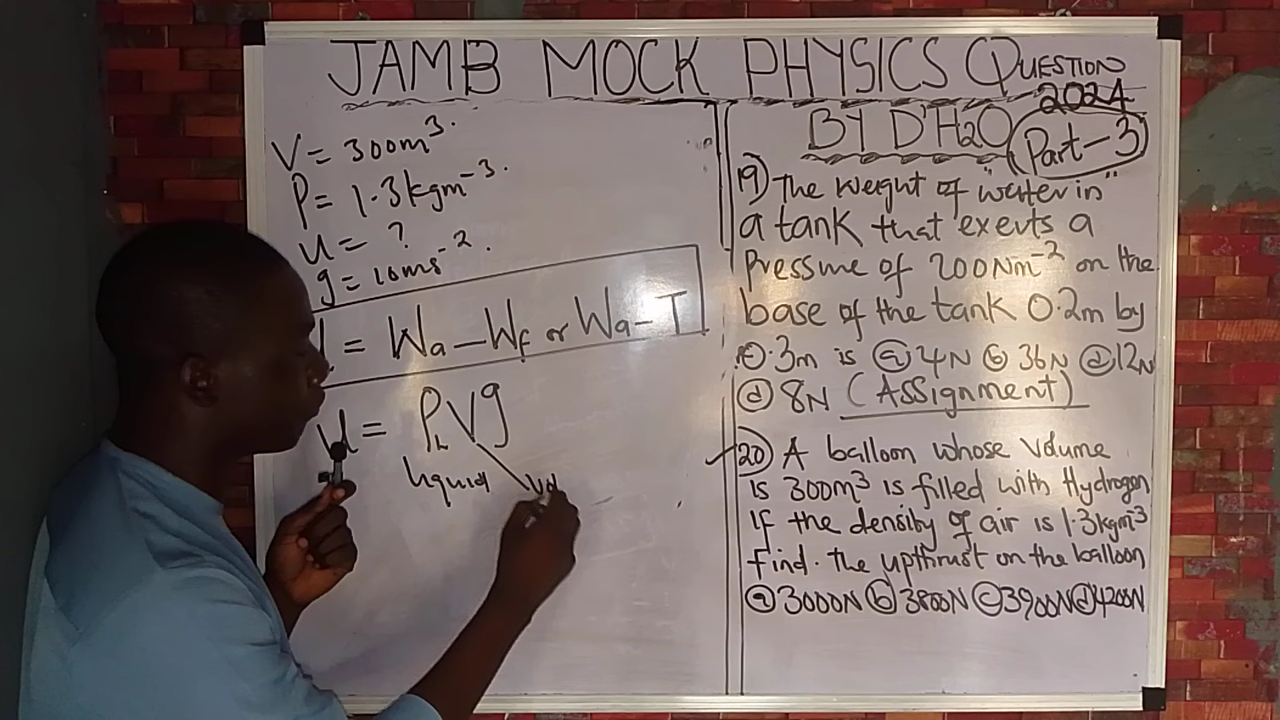 JAMB MOCK PHYSICS QUESTION
2024
BY D'H2O Part-3
V = 300m³.
ρ = 1.3kgm⁻³.
u = ?
g = 10ms⁻².
= Wa - Wf or Wa - T
u = ρL V g
liquid vol
19) The weight of "water in"
a tank that exerts a
pressure of 200Nm⁻² on the
base of the tank 0.2m by
0.3m is (a) 4N (b) 36N (d) 12N
(d) 8N (Assignment)
20) A balloon whose volume
is 300m³ is filled with Hydrogen
If the density of air is 1.3kgm⁻³
find. the upthrust on the balloon
(a) 3000N (b) 3800N (c) 3900N (d) 4200N